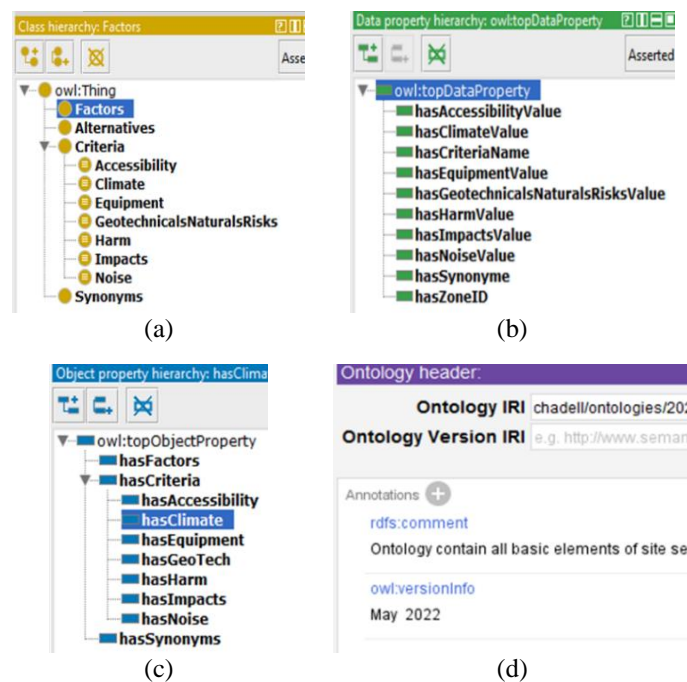 Class hierarchy: Factors
Asse
owl:Thing
Factors
Alternatives
Criteria
Accessibility
Climate
Equipment
GeotechnicalsNaturalsRisks
Harm
Impacts
Noise
Synonyms
(a)
Data property hierarchy: owl:topDataProperty
Asserted
owl:topDataProperty
hasAccessibilityValue
hasClimateValue
hasCriteriaName
hasEquipmentValue
hasGeotechnicalsNaturalsRisksValue
hasHarmValue
hasImpactsValue
hasNoiseValue
hasSynonyme
hasZoneID
(b)
Object property hierarchy: hasClima
owl:topObjectProperty
hasFactors
hasCriteria
hasAccessibility
hasClimate
hasEquipment
hasGeoTech
hasHarm
hasImpacts
hasNoise
hasSynonyms
(c)
Ontology header:
Ontology IRI chadell/ontologies/202
Ontology Version IRI e.g. http://www.seman
Annotations
rdfs:comment
Ontology contain all basic elements of site se
owl:versionInfo
May 2022
(d)